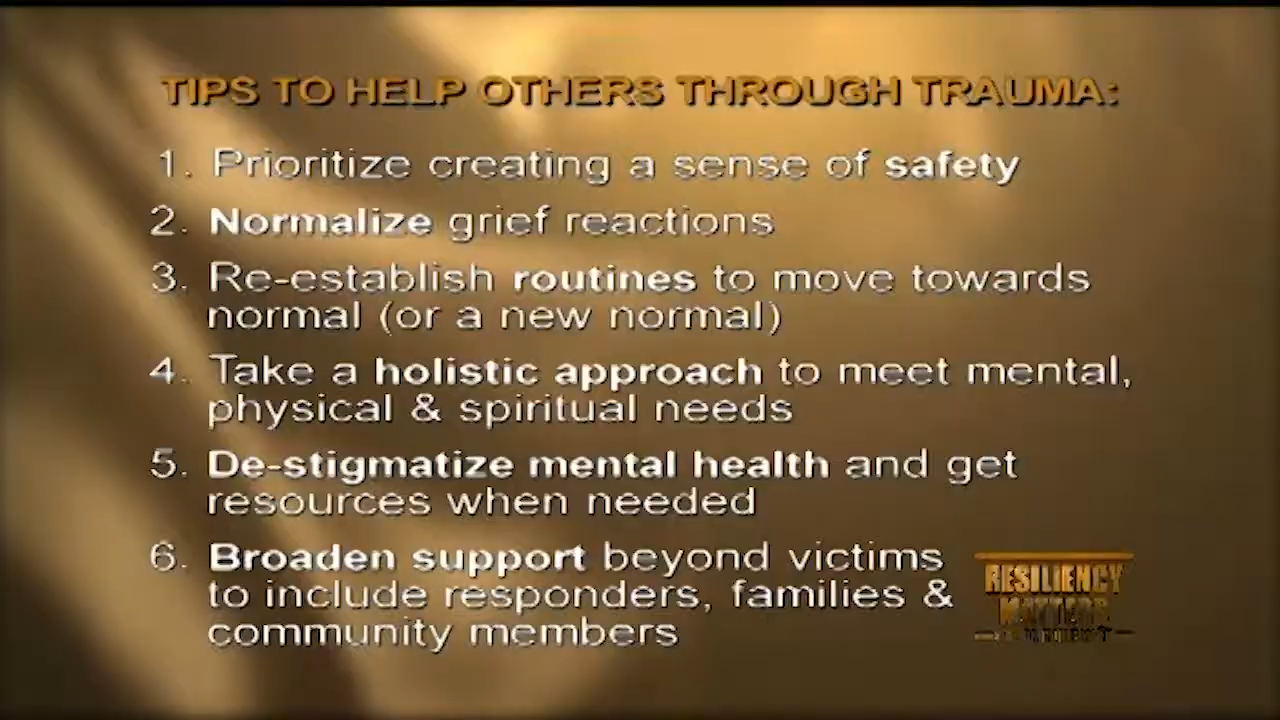 TIPS TO HELP OTHERS THROUGH TRAUMA:
1. Prioritize creating a sense of safety
2. Normalize grief reactions
3. Re-establish routines to move towards
normal (or a new normal)
4. Take a holistic approach to meet mental,
physical & spiritual needs
5. De-stigmatize mental health and get
resources when needed
6. Broaden support beyond victims
to include responders, families &
community members
RESILIENCY
MATTERS